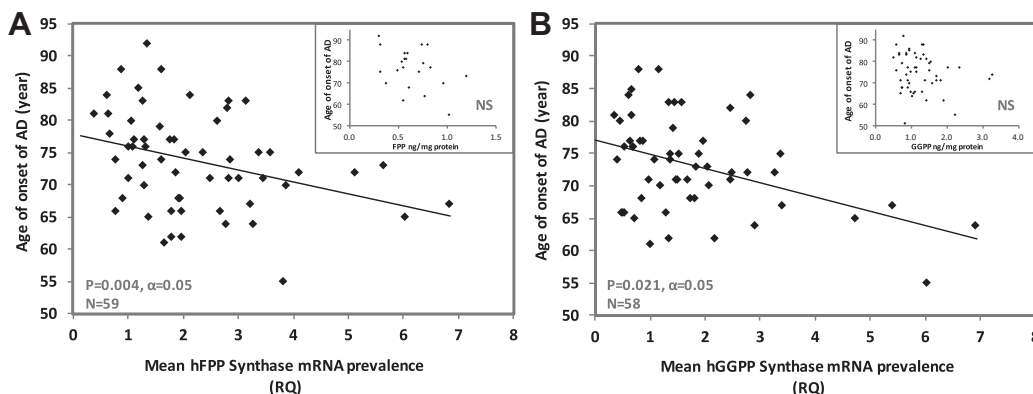 A
95
90
85
80
75
70
65
60
55
50
Age of onset of AD (year)
0 1 2 3 4 5 6 7 8
Mean hFPP Synthase mRNA prevalence
(RQ)
P=0.004, α=0.05
N=59
90
80
70
60
50
Age of onset of AD
0.0 0.5 1.0 1.5
FPP ng/mg protein
NS
B
95
90
85
80
75
70
65
60
55
50
Age of onset of AD (year)
0 1 2 3 4 5 6 7 8
Mean hGGPP Synthase mRNA prevalence
(RQ)
P=0.021, α=0.05
N=58
90
80
70
60
50
Age of onset of AD
0.0 1.0 2.0 3.0 4.0
GGPP ng/mg protein
NS